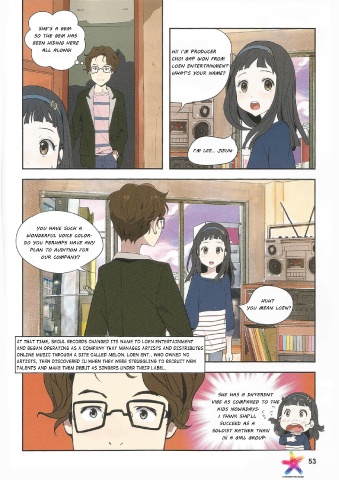 SHE'S A GEM
SO THE GEM HAS
BEEN HIDING HERE
ALL ALONG!
HI! I'M PRODUCER
CHOI GAP WON FROM
LOEN ENTERTAINMENT
WHAT'S YOUR NAME?
I'M LEE.. JIEUN
YOU HAVE SUCH A
WONDERFUL VOICE COLOR~
DO YOU PERHAPS HAVE ANY
PLAN TO AUDITION FOR
OUR COMPANY?
HUH?
YOU MEAN LOEN?
AT THAT TIME, SEOUL RECORDS CHANGED ITS NAME TO LOEN ENTERTAINMENT
AND BEGAN OPERATING AS A COMPANY THAT MANAGES ARTISTS AND DISTRIBUTES
ONLINE MUSIC THROUGH A SITE CALLED MELON. LOEN ENT., WHO OWNED NO
ARTISTS, THEN DISCOVERED IU WHEN THEY WERE STRUGGLING TO RECRUIT NEW
TALENTS AND MAKE THEM DEBUT AS SINGERS UNDER THEIR LABEL..
SHE HAS A DIFFERENT
VIBE AS COMPARED TO THE
KIDS NOWADAYS.
I THINK SHE'LL
SUCCEED AS A
SOLOIST RATHER THAN
IN A GIRL GROUP
53